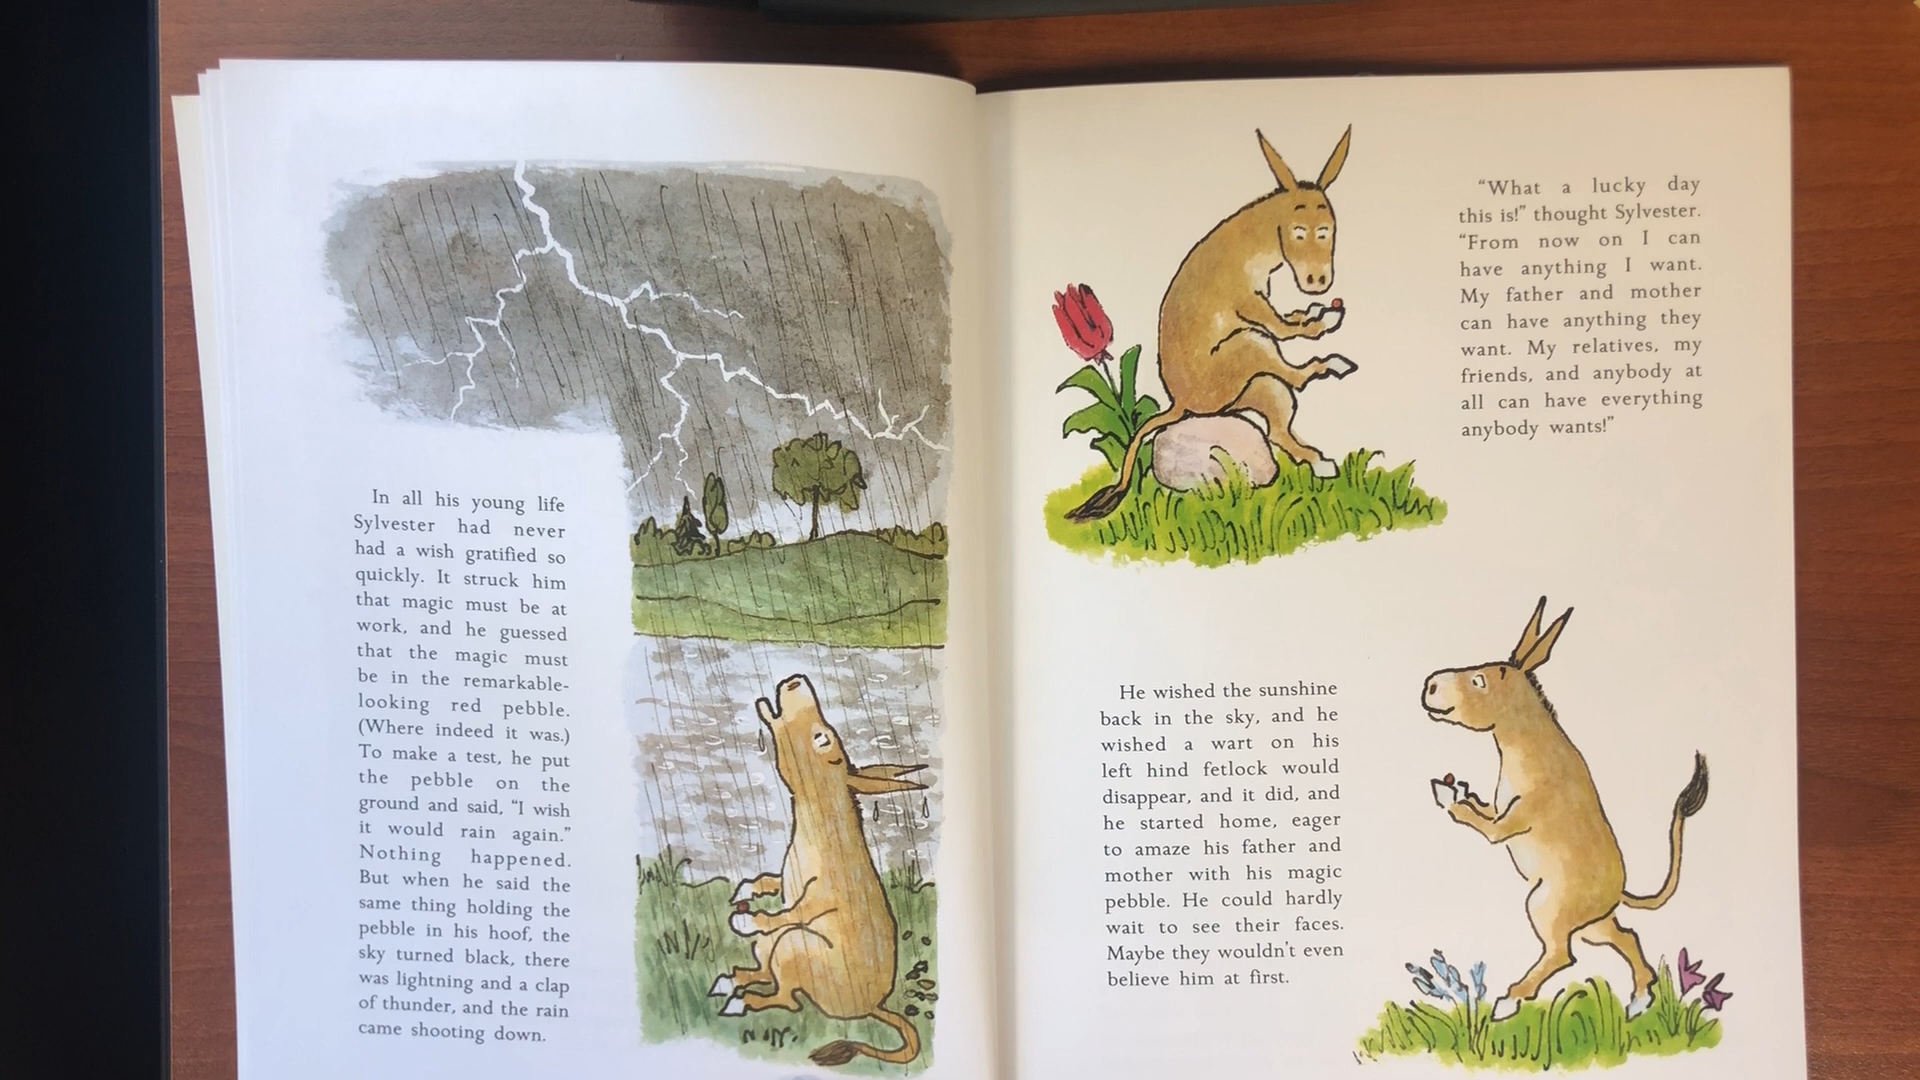 In all his young life
Sylvester had never
had a wish gratified so
quickly. It struck him
that magic must be at
work, and he guessed
that the magic must
be in the remarkable-
looking red pebble.
(Where indeed it was.)
To make a test, he put
the pebble on the
ground and said, “I wish
it would rain again.”
Nothing happened.
But when he said the
same thing holding the
pebble in his hoof, the
sky turned black, there
was lightning and a clap
of thunder, and the rain
came shooting down.
“What a lucky day
this is!” thought Sylvester.
“From now on I can
have anything I want.
My father and mother
can have anything they
want. My relatives, my
friends, and anybody at
all can have everything
anybody wants!”
He wished the sunshine
back in the sky, and he
wished a wart on his
left hind fetlock would
disappear, and it did, and
he started home, eager
to amaze his father and
mother with his magic
pebble. He could hardly
wait to see their faces.
Maybe they wouldn’t even
believe him at first.